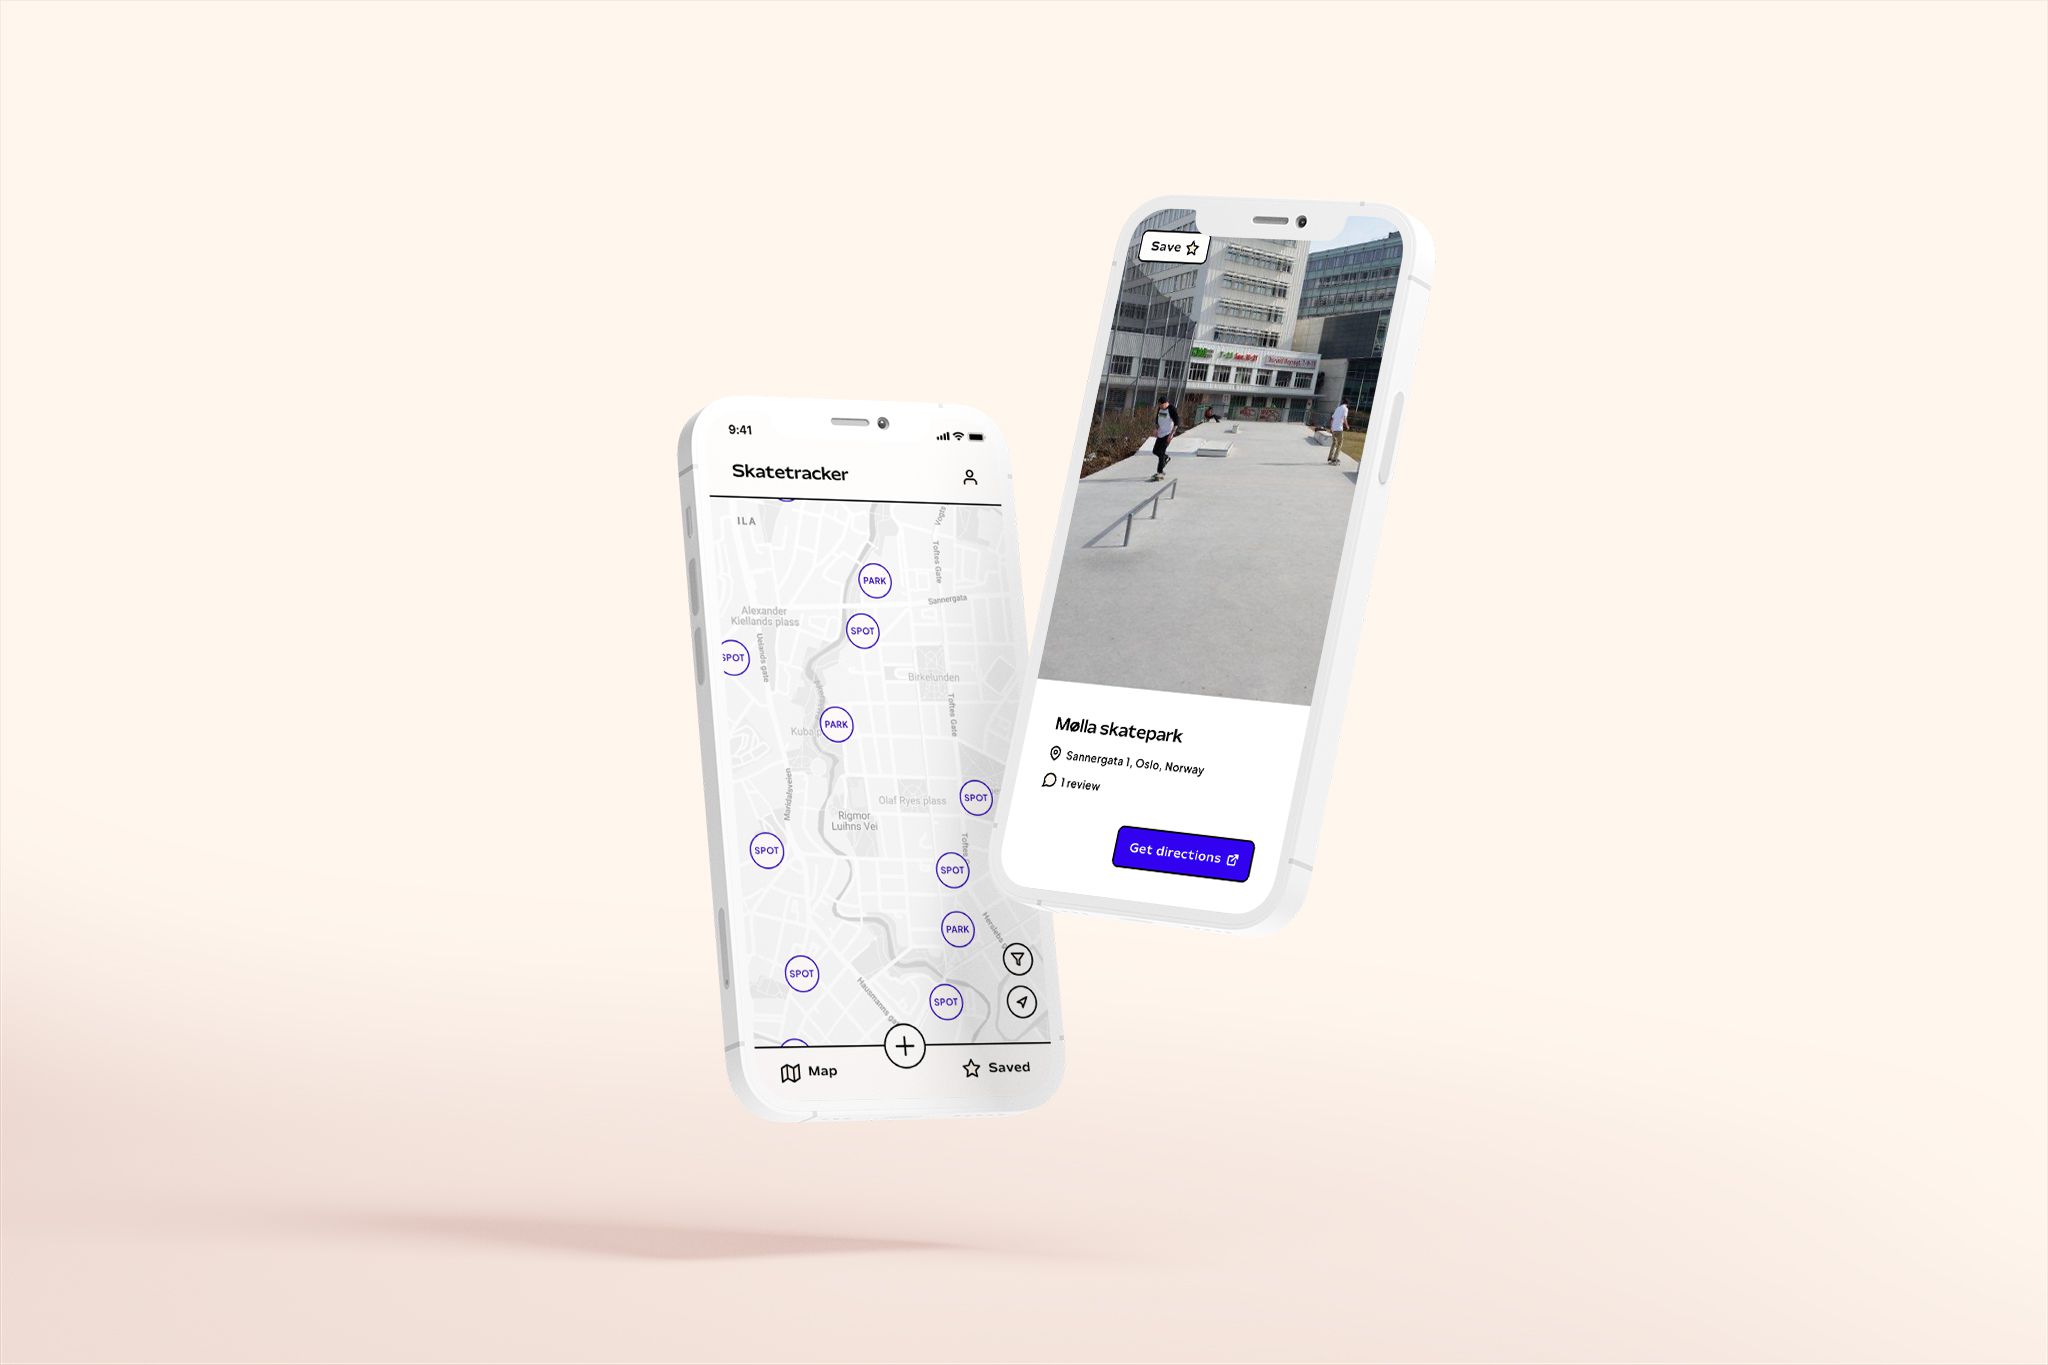 9:41
Skatetracker
ILA
Vogts
Toftes Gate
PARK
Sannergata
Alexander
Kiellands plass
SPOT
Uelands gate
SPOT
Birkelunden
Toftes Gate
PARK
Maridalsveien
SPOT
Olaf Ryes plass
Rigmor
Luihns Vei
SPOT
SPOT
PARK
SPOT
SPOT
Hausmanns
Map
Saved
Save
Mølla skatepark
Sannergata 1, Oslo, Norway
1 review
Get directions